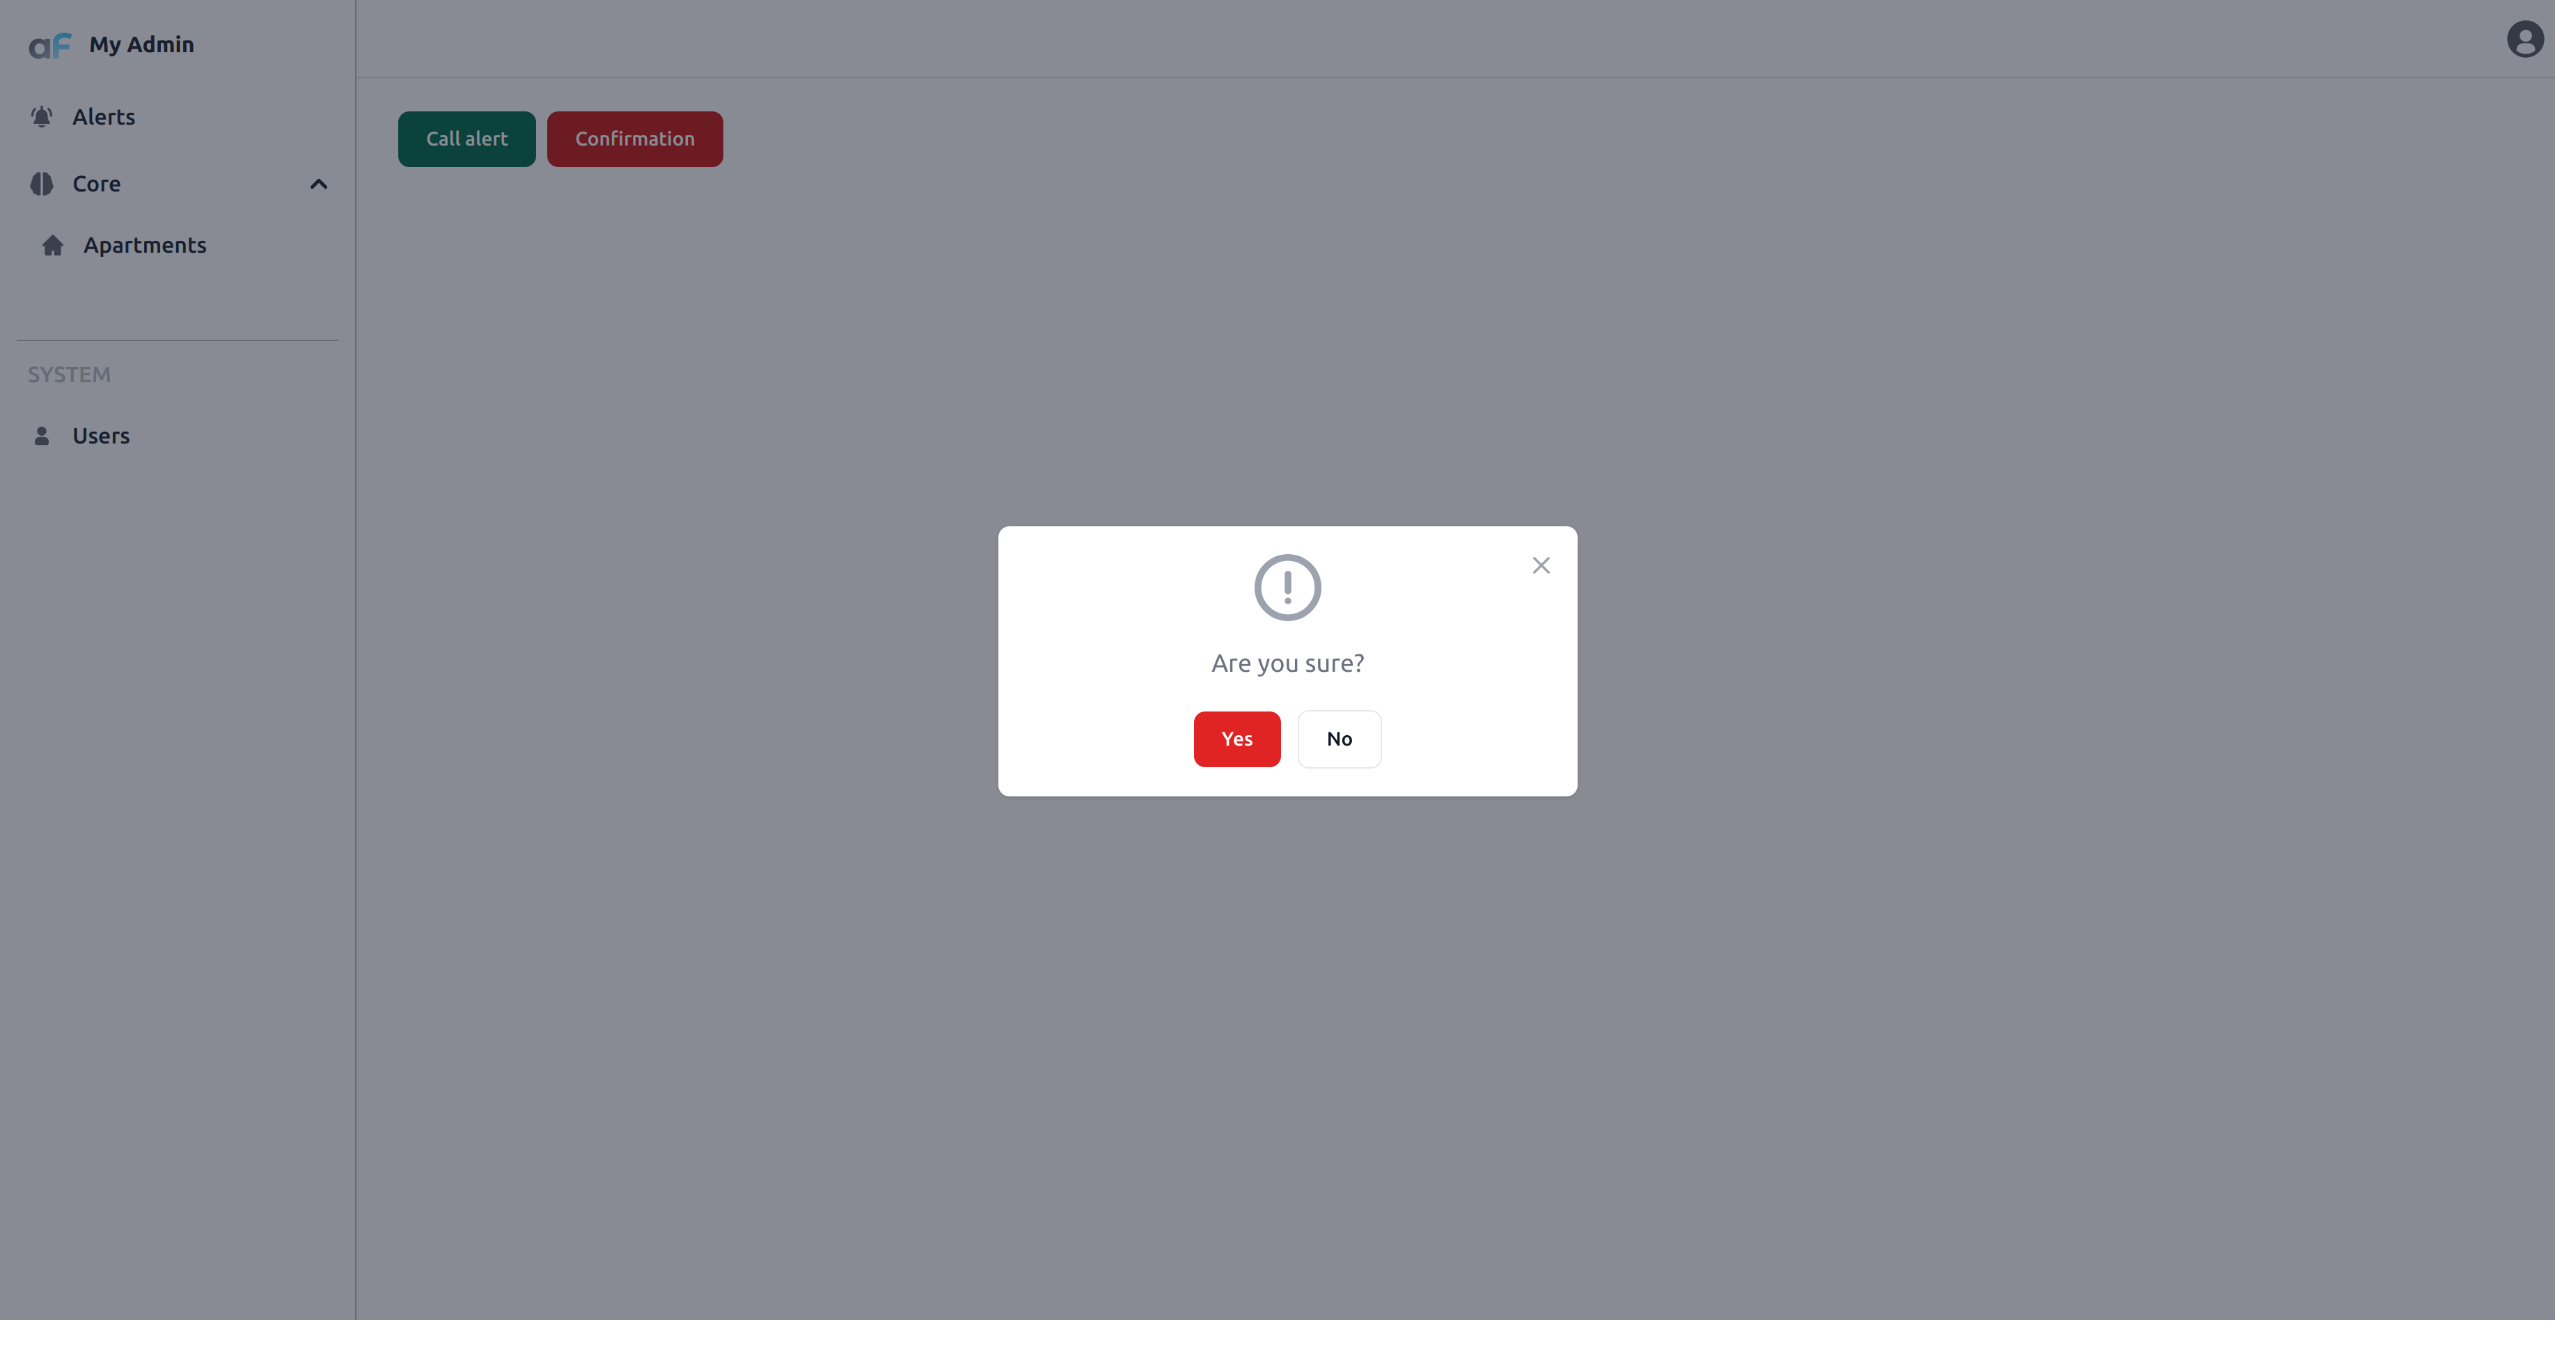 aF My Admin
Alerts
Core
Apartments
SYSTEM
Users
Call alert Confirmation
Are you sure?
Yes No